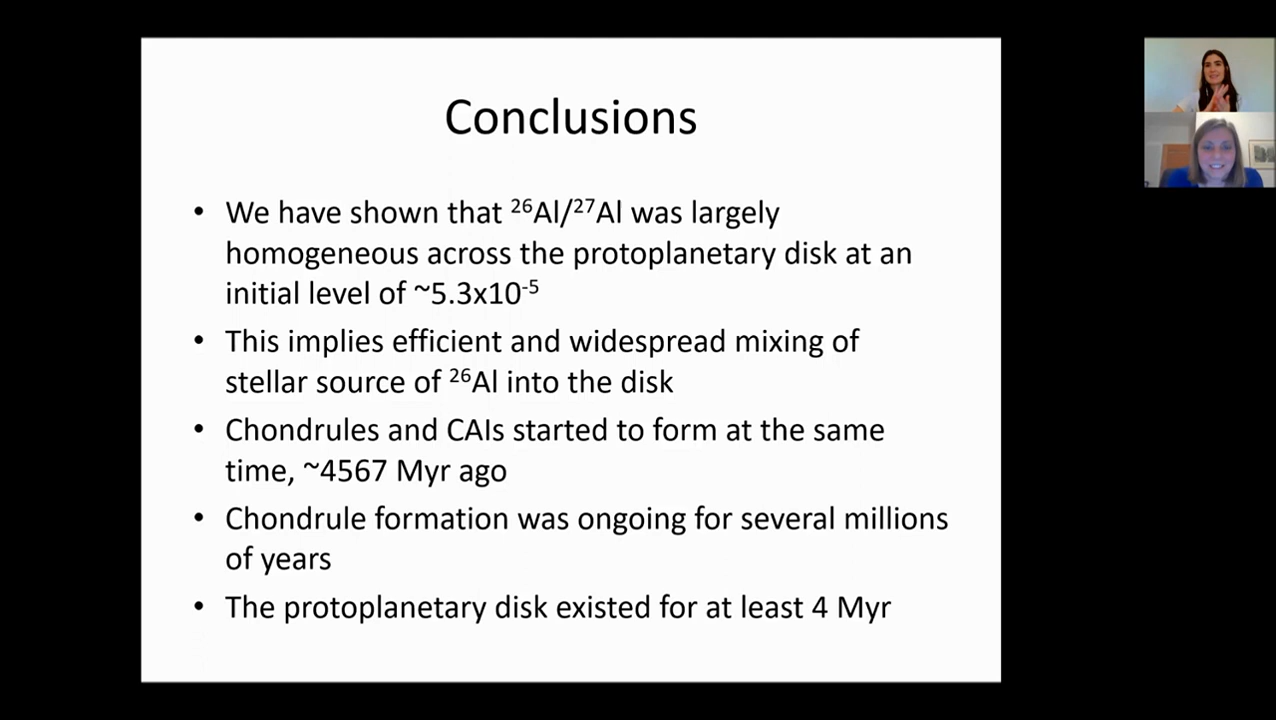 Conclusions
• We have shown that ²⁶Al/²⁷Al was largely
homogeneous across the protoplanetary disk at an
initial level of ~5.3x10⁻⁵
• This implies efficient and widespread mixing of
stellar source of ²⁶Al into the disk
• Chondrules and CAIs started to form at the same
time, ~4567 Myr ago
• Chondrule formation was ongoing for several millions
of years
• The protoplanetary disk existed for at least 4 Myr